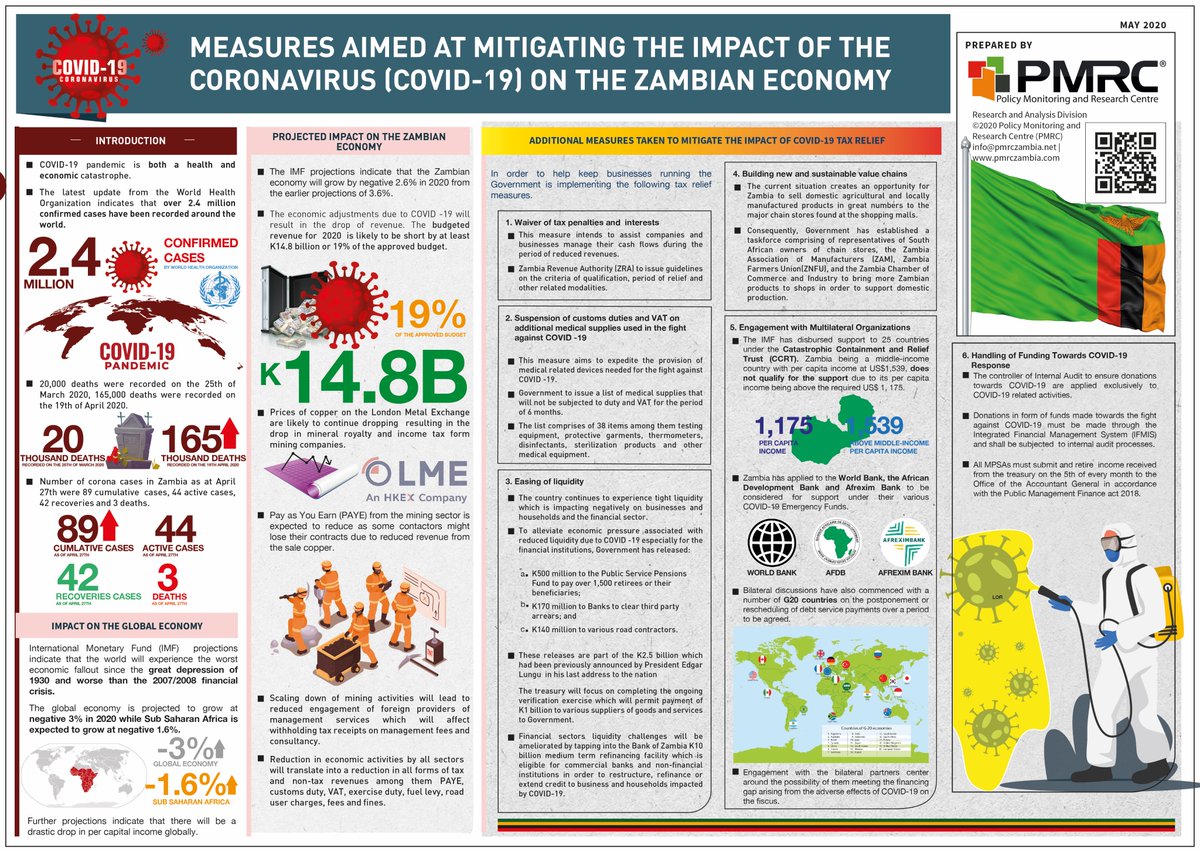 MAY 2020
COVID-19
CORONAVIRUS
MEASURES AIMED AT MITIGATING THE IMPACT OF THE
CORONAVIRUS (COVID-19) ON THE ZAMBIAN ECONOMY
PREPARED BY
PMRC®
Policy Monitoring and Research Centre
Research and Analysis Division
©2020 Policy Monitoring and
Research Centre (PMRC)
info@pmrczambia.net |
www.pmrczambia.com
INTRODUCTION
COVID-19 pandemic is both a health and
economic catastrophe.
The latest update from the World Health
Organization indicates that over 2.4 million
confirmed cases have been recorded around the
world.
2.4
MILLION
CONFIRMED
CASES
BY WORLD HEALTH ORGANIZATION
COVID-19
PANDEMIC
20,000 deaths were recorded on the 25th of
March 2020, 165,000 deaths were recorded on
the 19th of April 2020.
20
THOUSAND DEATHS
RECORDED ON THE 25TH OF MARCH 2020
165
THOUSAND DEATHS
RECORDED ON THE 19TH APRIL 2020
Number of corona cases in Zambia as at April
27th were 89 cumulative cases, 44 active cases,
42 recoveries and 3 deaths.
89
CUMLATIVE CASES
AS OF APRIL 27TH
44
ACTIVE CASES
AS OF APRIL 27TH
42
RECOVERIES CASES
AS OF APRIL 27TH
3
DEATHS
AS OF APRIL 27TH
IMPACT ON THE GLOBAL ECONOMY
International Monetary Fund (IMF) projections
indicate that the world will experience the worst
economic fallout since the great depression of
1930 and worse than the 2007/2008 financial
crisis.
The global economy is projected to grow at
negative 3% in 2020 while Sub Saharan Africa is
expected to grow at negative 1.6%.
-3%
GLOBAL ECONOMY
-1.6%
SUB SAHARAN AFRICA
Further projections indicate that there will be a
drastic drop in per capital income globally.
PROJECTED IMPACT ON THE ZAMBIAN
ECONOMY
The IMF projections indicate that the Zambian
economy will grow by negative 2.6% in 2020 from
the earlier projections of 3.6%.
The economic adjustments due to COVID -19 will
result in the drop of revenue. The budgeted
revenue for 2020 is likely to be short by at least
K14.8 billion or 19% of the approved budget.
19%
OF THE APPROVED BUDGET
K14.8B
Prices of copper on the London Metal Exchange
are likely to continue dropping resulting in the
drop in mineral royalty and income tax form
mining companies.
LME
An HKEX Company
Pay as You Earn (PAYE) from the mining sector is
expected to reduce as some contactors might
lose their contracts due to reduced revenue from
the sale copper.
Scaling down of mining activities will lead to
reduced engagement of foreign providers of
management services which will affect
withholding tax receipts on management fees and
consultancy.
Reduction in economic activities by all sectors
will translate into a reduction in all forms of tax
and non-tax revenues among them PAYE,
customs duty, VAT, exercise duty, fuel levy, road
user charges, fees and fines.
ADDITIONAL MEASURES TAKEN TO MITIGATE THE IMPACT OF COVID-19 TAX RELIEF
In order to help keep businesses running the
Government is implementing the following tax relief
measures.
1. Waiver of tax penalties and interests
This measure intends to assist companies and
businesses manage their cash flows during the
period of reduced revenues.
Zambia Revenue Authority (ZRA) to issue guidelines
on the criteria of qualification, period of relief and
other related modalities.
2. Suspension of customs duties and VAT on
additional medical supplies used in the fight
against COVID -19
This measure aims to expedite the provision of
medical related devices needed for the fight against
COVID -19.
Government to issue a list of medical supplies that
will not be subjected to duty and VAT for the period
of 6 months.
The list comprises of 38 items among them testing
equipment, protective garments, thermometers,
disinfectants, sterilization products and other
medical equipment.
3. Easing of liquidity
The country continues to experience tight liquidity
which is impacting negatively on businesses and
households and the financial sector.
To alleviate economic pressure associated with
reduced liquidity due to COVID -19 especially for the
financial institutions, Government has released:
a. K500 million to the Public Service Pensions
Fund to pay over 1,500 retirees or their
beneficiaries;
b. K170 million to Banks to clear third party
arrears; and
c. K140 million to various road contractors.
These releases are part of the K2.5 billion which
had been previously announced by President Edgar
Lungu in his last address to the nation
The treasury will focus on completing the ongoing
verification exercise which will permit payment of
K1 billion to various suppliers of goods and services
to Government.
Financial sectors liquidity challenges will be
ameliorated by tapping into the Bank of Zambia K10
billion medium term refinancing facility which is
eligible for commercial banks and non-financial
institutions in order to restructure, refinance or
extend credit to business and households impacted
by COVID-19.
4. Building new and sustainable value chains
The current situation creates an opportunity for
Zambia to sell domestic agricultural and locally
manufactured products in great numbers to the
major chain stores found at the shopping malls.
Consequently, Government has established a
taskforce comprising of representatives of South
African owners of chain stores, the Zambia
Association of Manufacturers (ZAM), Zambia
Farmers Union(ZNFU), and the Zambia Chamber of
Commerce and Industry to bring more Zambian
products to shops in order to support domestic
production.
5. Engagement with Multilateral Organizations
The IMF has disbursed support to 25 countries
under the Catastrophic Containment and Relief
Trust (CCRT). Zambia being a middle-income
country with per capita income at US$1,539, does
not qualify for the support due to its per capita
income being above the required US$ 1, 175.
1,175
PER CAPITA
INCOME
1,539
ABOVE MIDDLE-INCOME
PER CAPITA INCOME
Zambia has applied to the World Bank, the African
Development Bank and Afrexim Bank to be
considered for support under their various
COVID-19 Emergency Funds.
WORLD BANK
AFDB
AFREXIMBANK
AFREXIM BANK
Bilateral discussions have also commenced with a
number of G20 countries on the postponement or
rescheduling of debt service payments over a period
to be agreed.
Countries of G-20 economies
Engagement with the bilateral partners center
around the possibility of them meeting the financing
gap arising from the adverse effects of COVID-19 on
the fiscus.
6. Handling of Funding Towards COVID-19
Response
The controller of Internal Audit to ensure donations
towards COVID-19 are applied exclusively to
COVID-19 related activities.
Donations in form of funds made towards the fight
against COVID-19 must be made through the
Integrated Financial Management System (IFMIS)
and shall be subjected to internal audit processes.
All MPSAs must submit and retire income received
from the treasury on the 5th of every month to the
Office of the Accountant General in accordance
with the Public Management Finance act 2018.
LOR